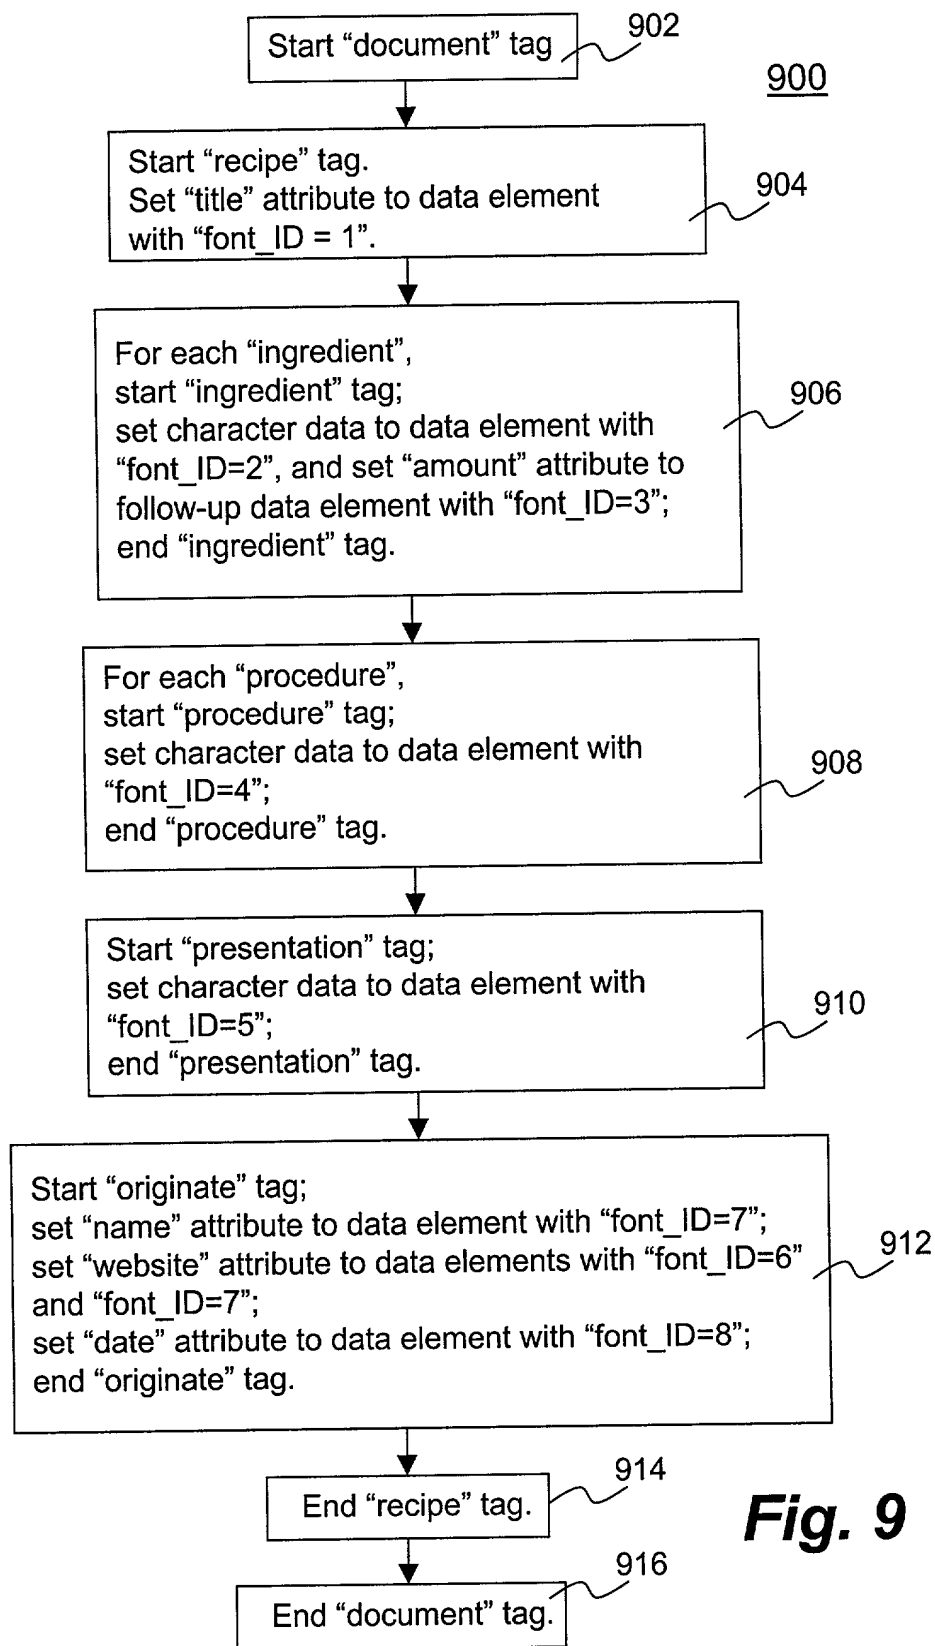 Start “document” tag
902
900
Start “recipe” tag.
Set “title” attribute to data element
with “font_ID = 1”.
904
For each “ingredient”,
start “ingredient” tag;
set character data to data element with
“font_ID=2”, and set “amount” attribute to
follow-up data element with “font_ID=3”;
end “ingredient” tag.
906
For each “procedure”,
start “procedure” tag;
set character data to data element with
“font_ID=4”;
end “procedure” tag.
908
Start “presentation” tag;
set character data to data element with
“font_ID=5”;
end “presentation” tag.
910
Start “originate” tag;
set “name” attribute to data element with “font_ID=7”;
set “website” attribute to data elements with “font_ID=6”
and “font_ID=7”;
set “date” attribute to data element with “font_ID=8”;
end “originate” tag.
912
End “recipe” tag.
914
Fig. 9
End “document” tag.
916